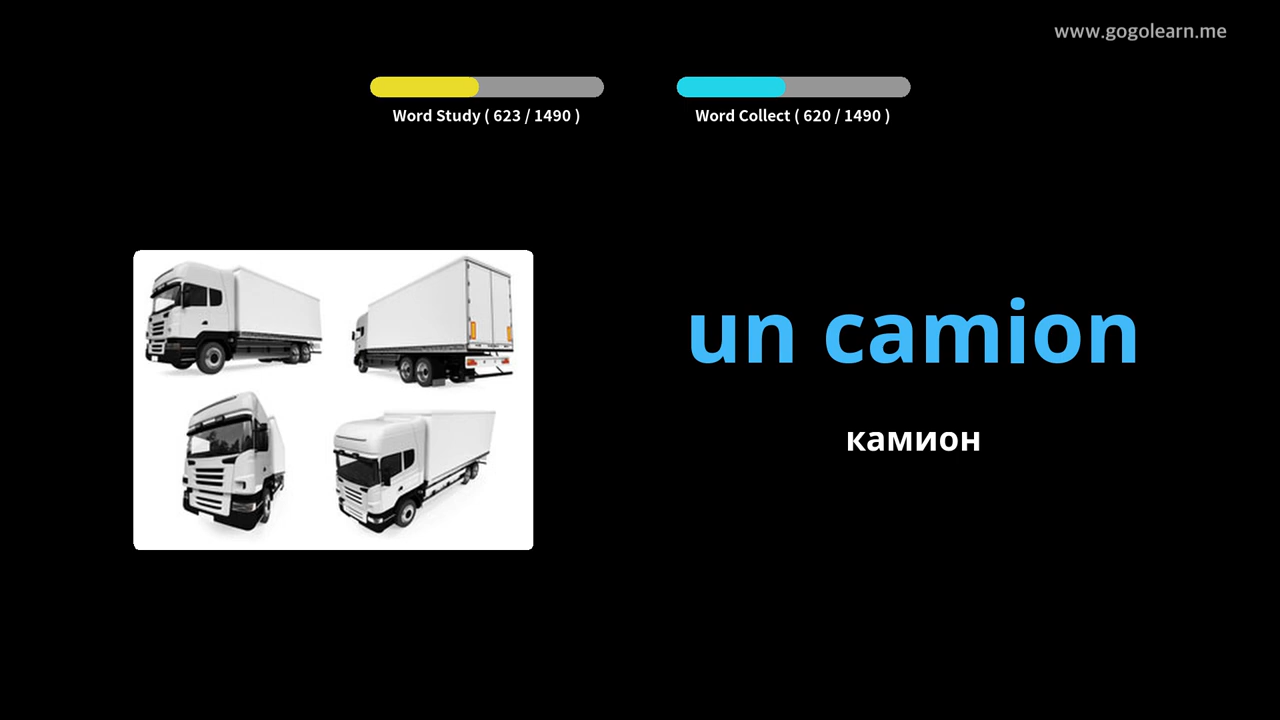 www.gogolearn.me
Word Study ( 623 / 1490 )
Word Collect ( 620 / 1490 )
un camion
камион